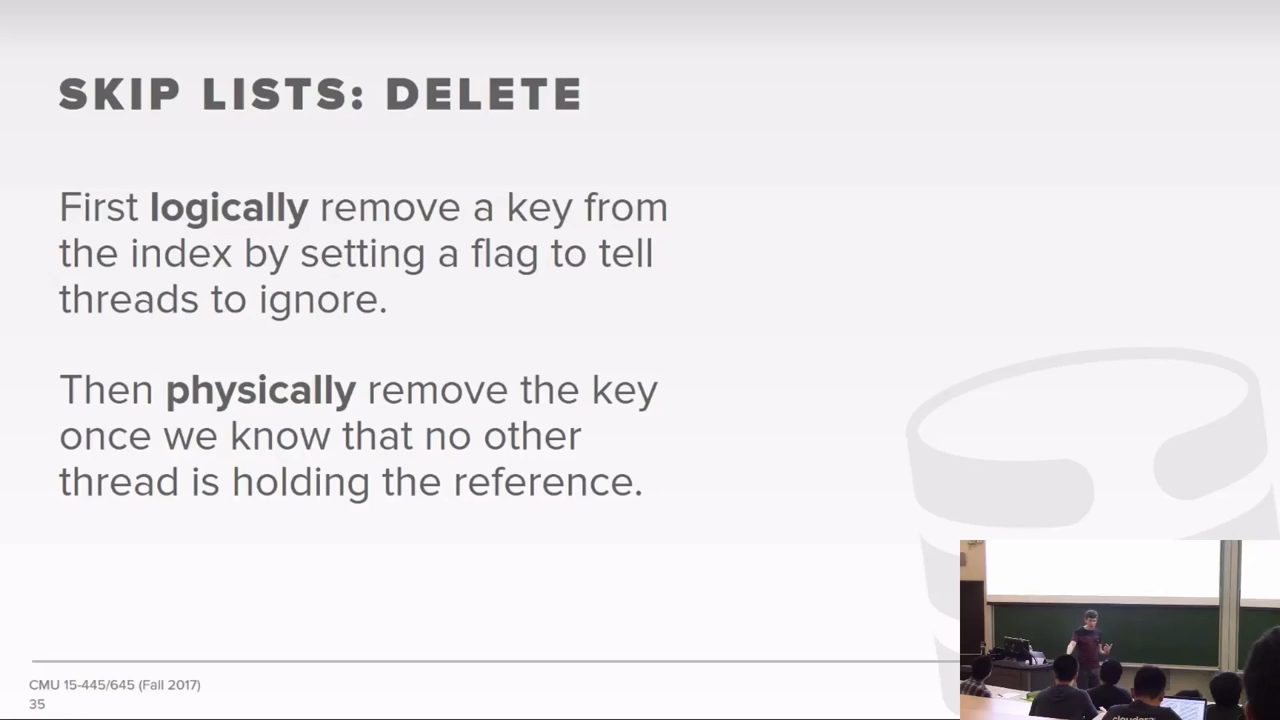 SKIP LISTS: DELETE
First logically remove a key from
the index by setting a flag to tell
threads to ignore.
Then physically remove the key
once we know that no other
thread is holding the reference.
CMU 15-445/645 (Fall 2017)
35
cloudera